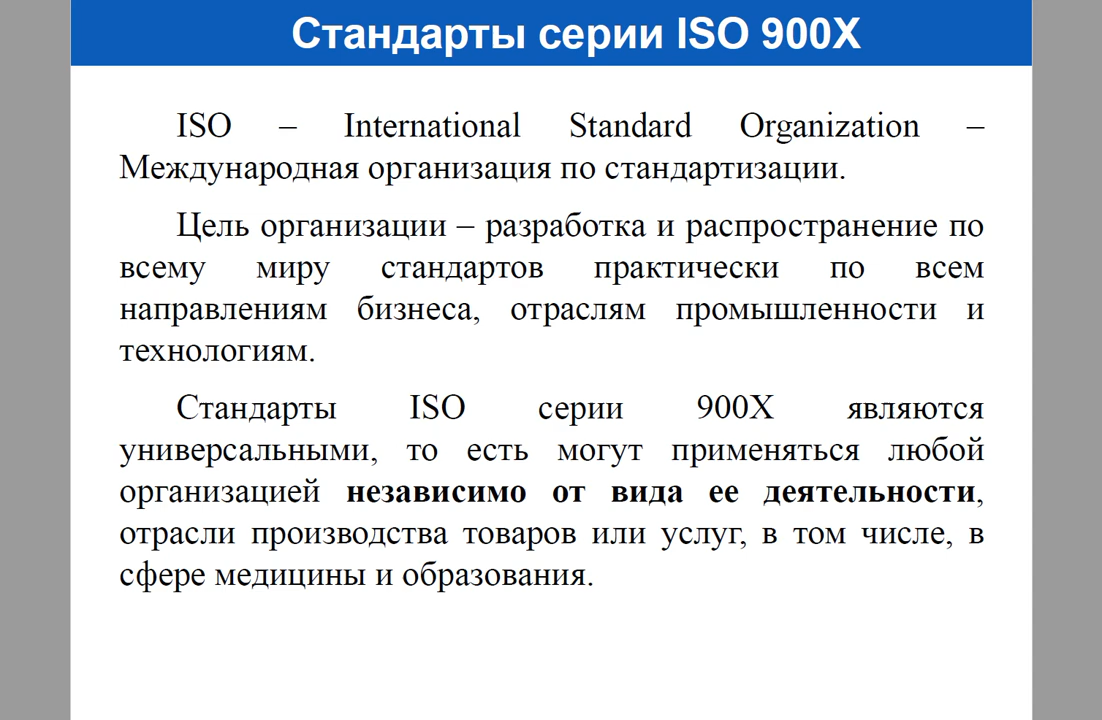 Стандарты серии ISO 900X
ISO – International Standard Organization –
Международная организация по стандартизации.
Цель организации – разработка и распространение по
всему миру стандартов практически по всем
направлениям бизнеса, отраслям промышленности и
технологиям.
Стандарты ISO серии 900X являются
универсальными, то есть могут применяться любой
организацией независимо от вида ее деятельности,
отрасли производства товаров или услуг, в том числе, в
сфере медицины и образования.